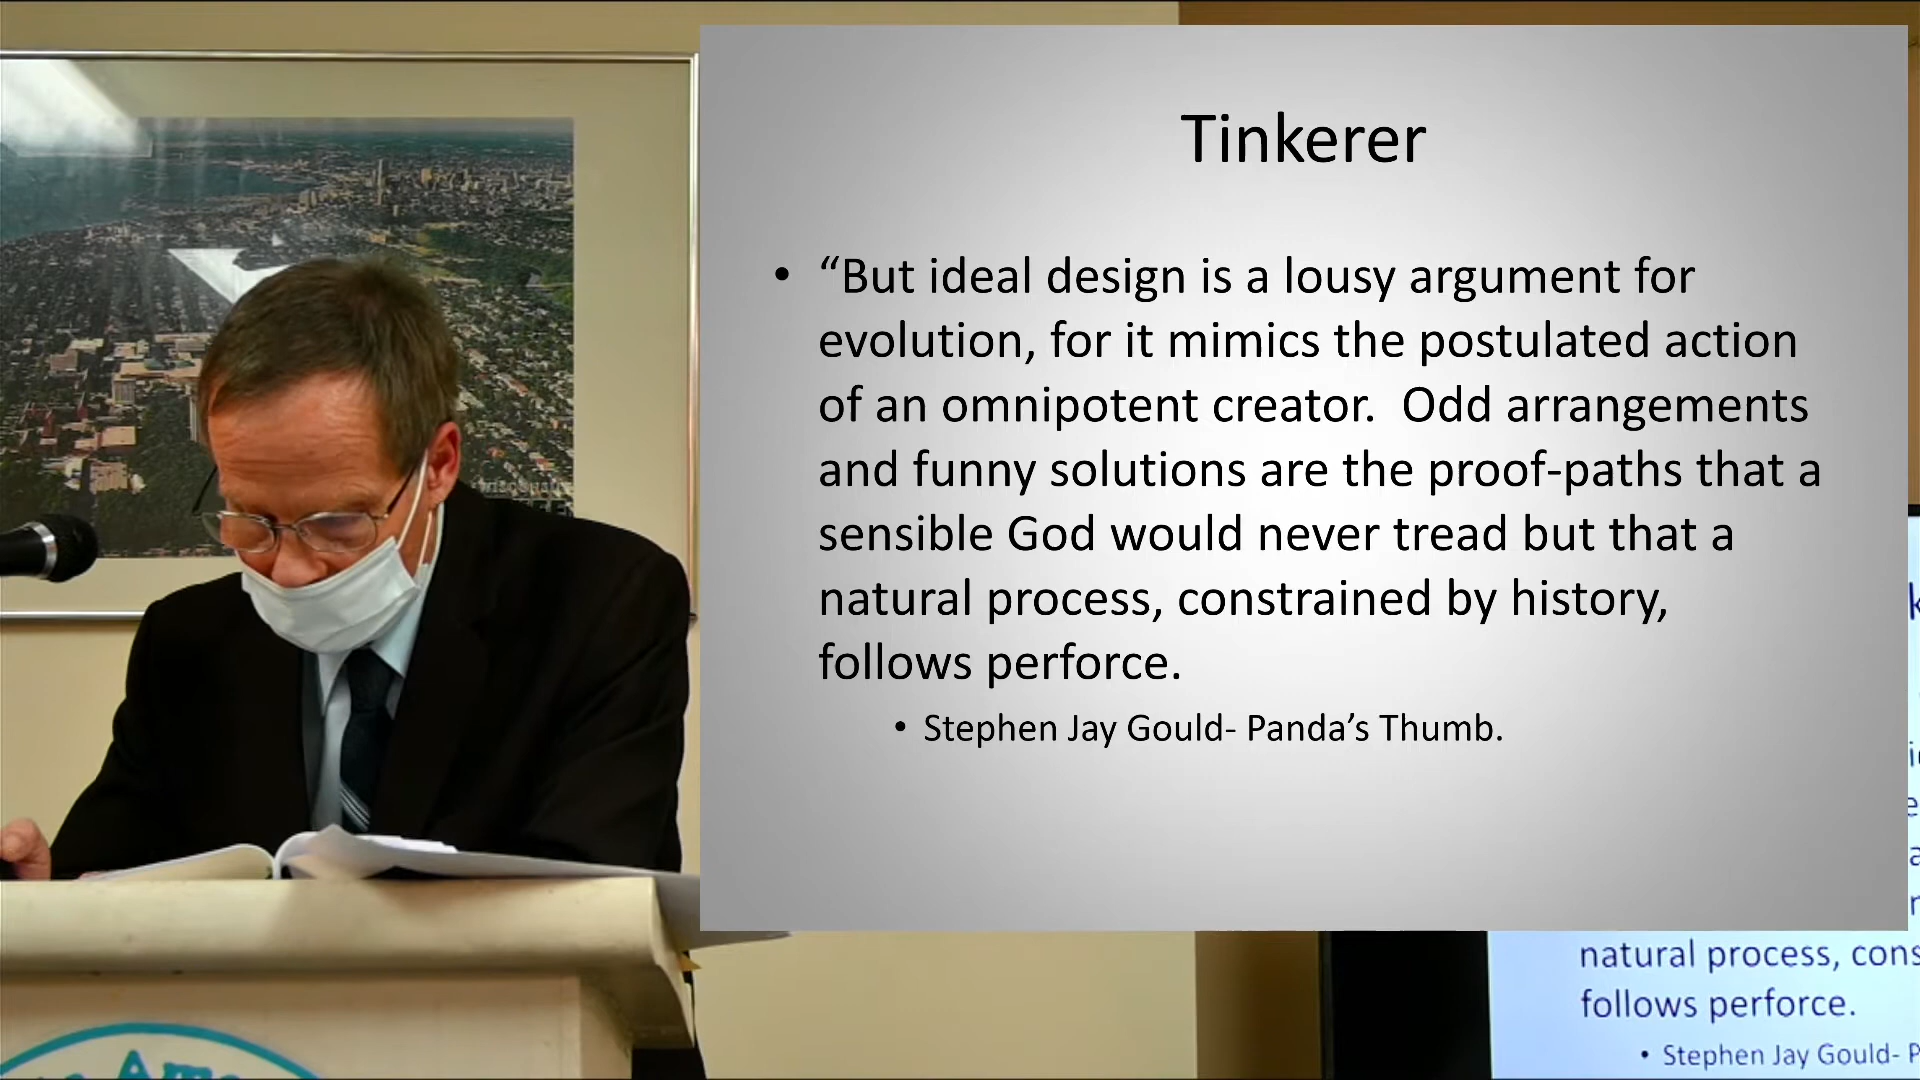 Tinkerer
• “But ideal design is a lousy argument for
evolution, for it mimics the postulated action
of an omnipotent creator.  Odd arrangements
and funny solutions are the proof-paths that a
sensible God would never tread but that a
natural process, constrained by history,
follows perforce.
• Stephen Jay Gould- Panda’s Thumb.
natural process, cons
follows perforce.
• Stephen Jay Gould- P